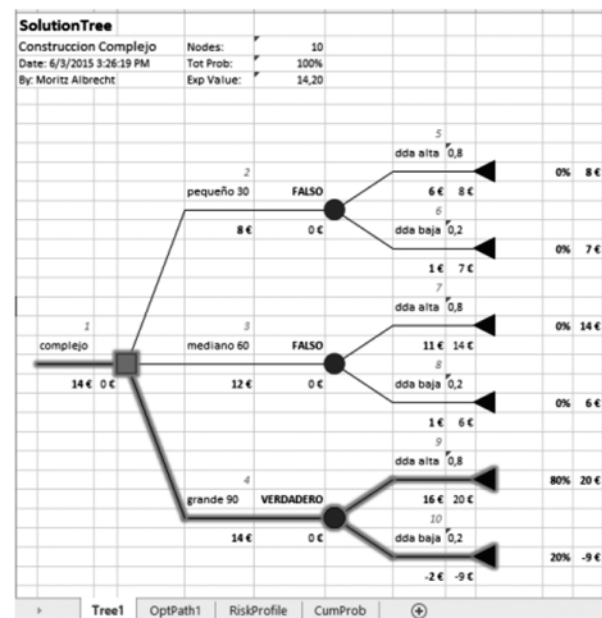 SolutionTree
Construccion Complejo Nodes: 10
Date: 6/3/2015 3:26:19 PM Tot Prob: 100%
By: Moritz Albrecht Exp Value: 14,20
5
dda alta 0,8
0% 8 €
2
pequeño 30 FALSO
6 € 8 €
6
8 € 0 €
dda baja 0,2
0% 7 €
1 € 7 €
7
dda alta 0,8
0% 14 €
1
3
complejo
mediano 60 FALSO
11 € 14 €
8
14 € 0 €
12 € 0 €
dda baja 0,2
0% 6 €
1 € 6 €
9
dda alta 0,8
80% 20 €
4
grande 90 VERDADERO
16 € 20 €
10
14 € 0 €
dda baja 0,2
20% -9 €
-2 € -9 €
Tree1 OptPath1 RiskProfile CumProb